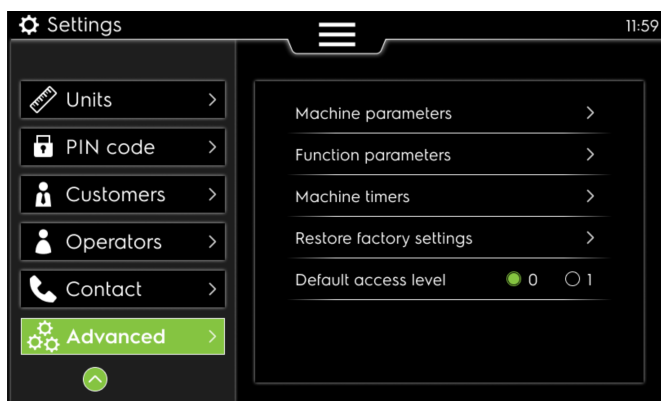 Settings
11:59
Units
PIN code
Customers
Operators
Contact
Advanced
Machine parameters
Function parameters
Machine timers
Restore factory settings
Default access level 0 1